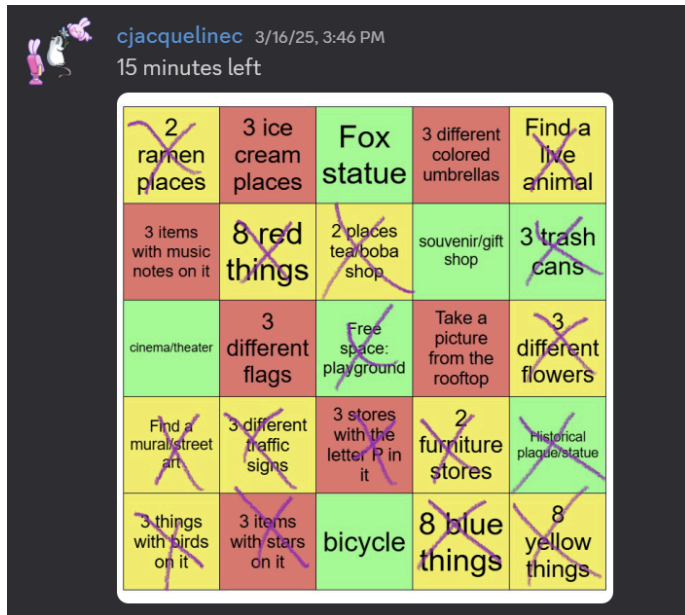 cjacquelinec 3/16/25, 3:46 PM
15 minutes left
2
ramen
places
3 ice
cream
places
Fox
statue
3 different
colored
umbrellas
Find a
live
animal
3 items
with music
notes on it
8 red
things
2 places
tea/boba
shop
souvenir/gift
shop
3 trash
cans
cinema/theater
3
different
flags
Free
space:
playground
Take a
picture
from the
rooftop
3
different
flowers
Find a
mural/street
art
3 different
traffic
signs
3 stores
with the
letter P in
it
2
furniture
stores
Historical
plaque/statue
3 things
with birds
on it
3 items
with stars
on it
bicycle
8 blue
things
8
yellow
things